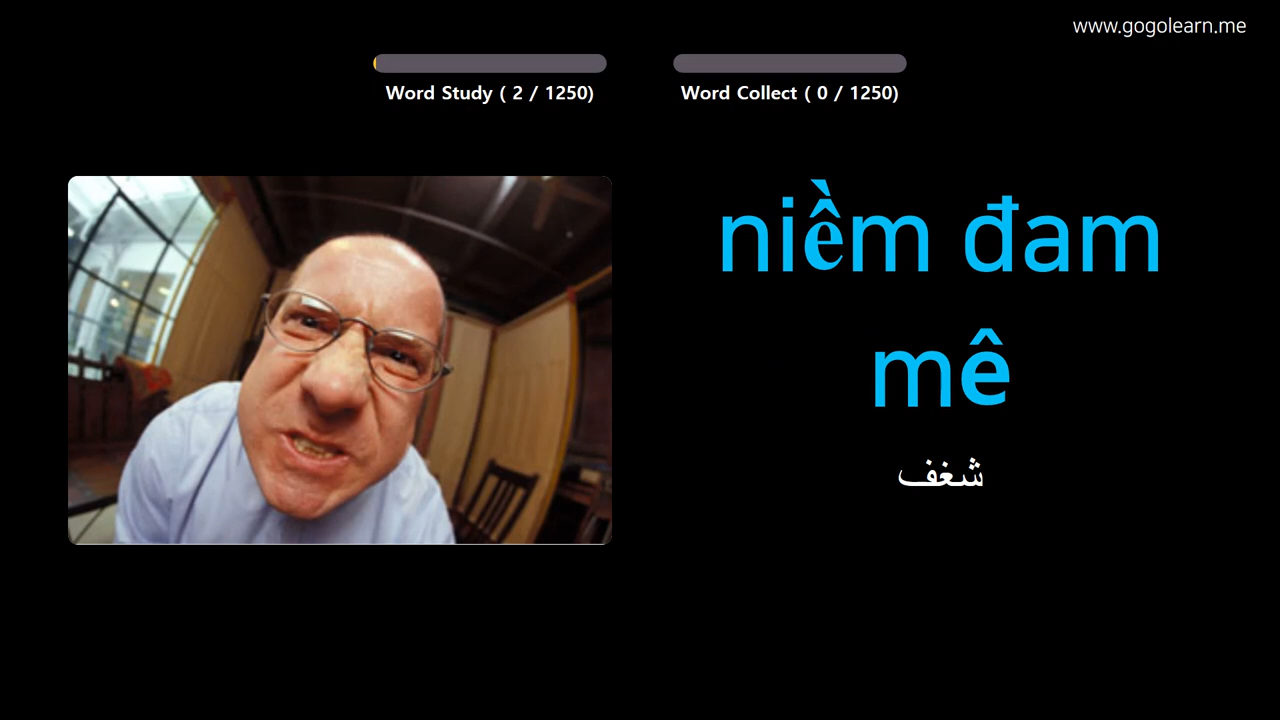 www.gogolearn.me
Word Study ( 2 / 1250)
Word Collect ( 0 / 1250)
niềm đam
mê
شغف